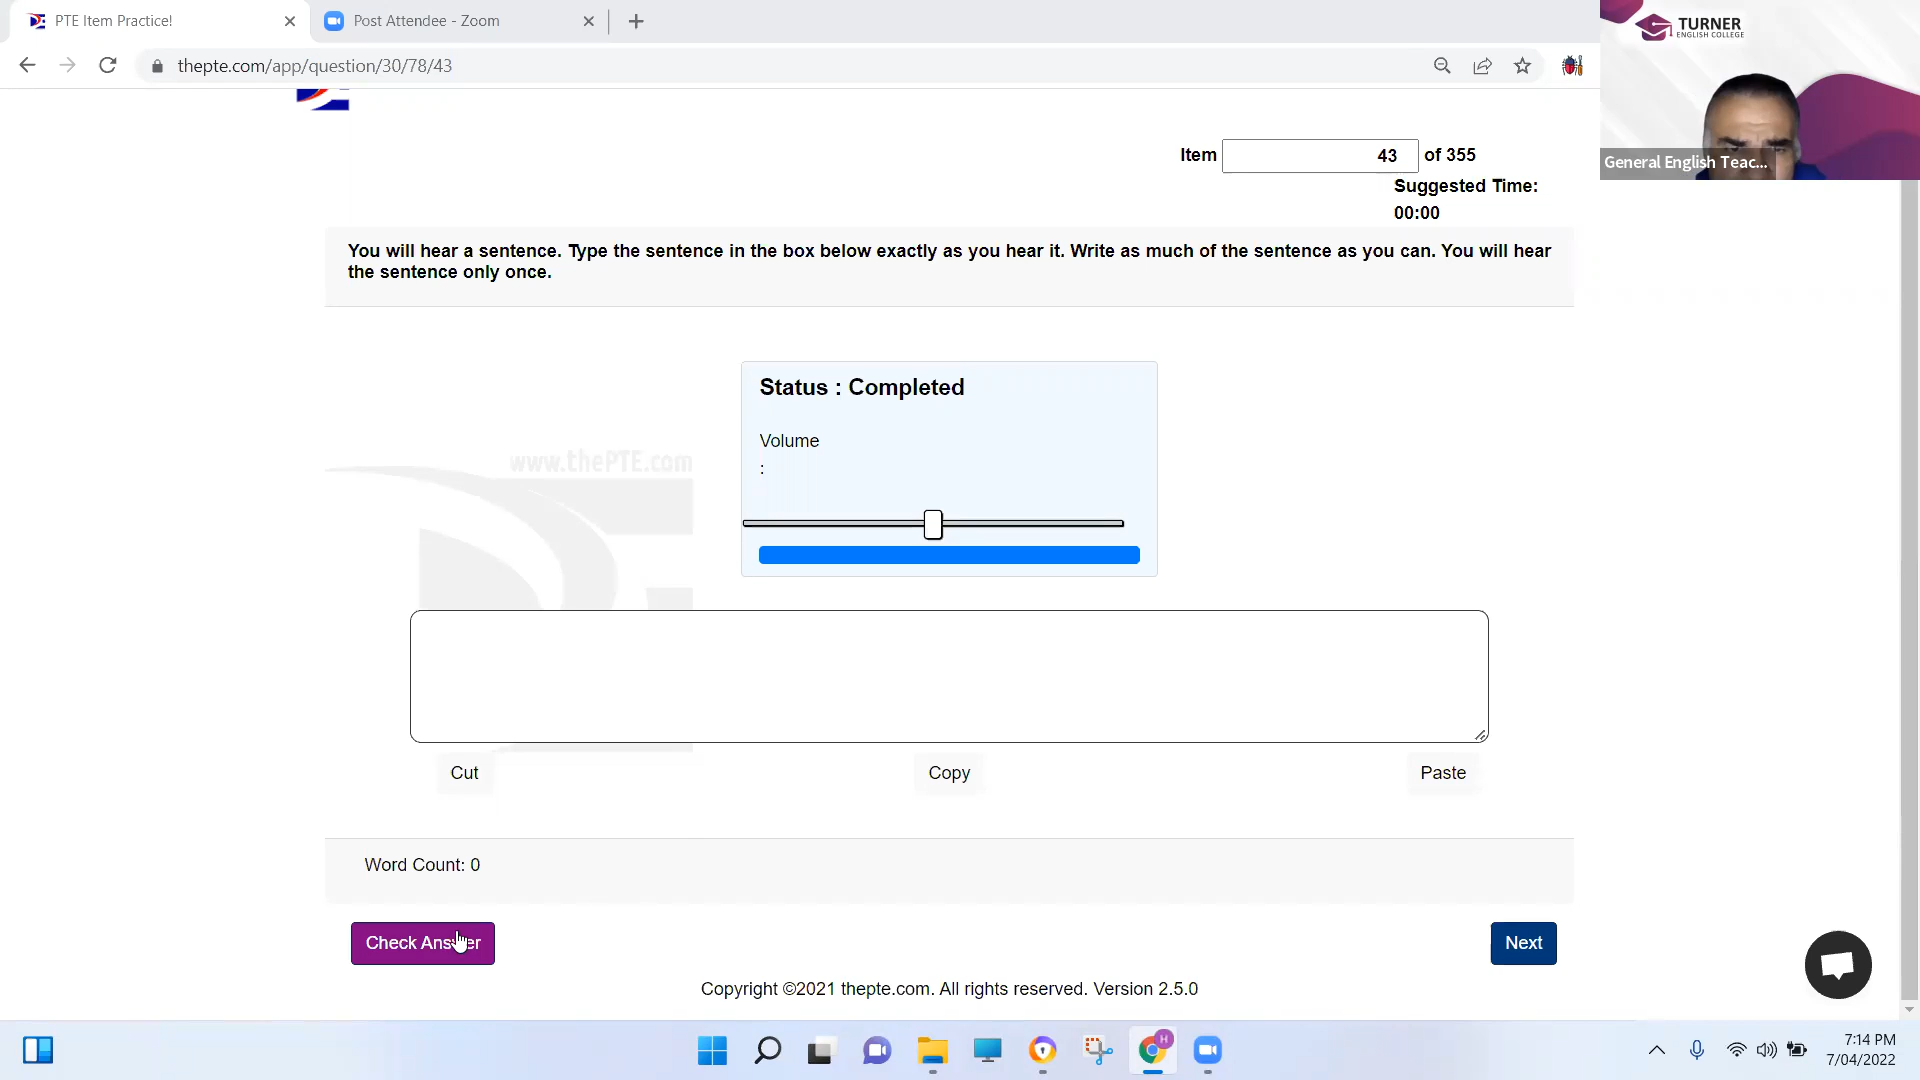 PTE Item Practice!
Post Attendee - Zoom
thepte.com/app/question/30/78/43
TURNER
ENGLISH COLLEGE
General English Teac...
Item 43 of 355
Suggested Time:
00:00
You will hear a sentence. Type the sentence in the box below exactly as you hear it. Write as much of the sentence as you can. You will hear
the sentence only once.
Status : Completed
Volume
:
www.thePTE.com
Cut Copy Paste
Word Count: 0
Check Answer
Next
Copyright ©2021 thepte.com. All rights reserved. Version 2.5.0
H
7:14 PM
7/04/2022